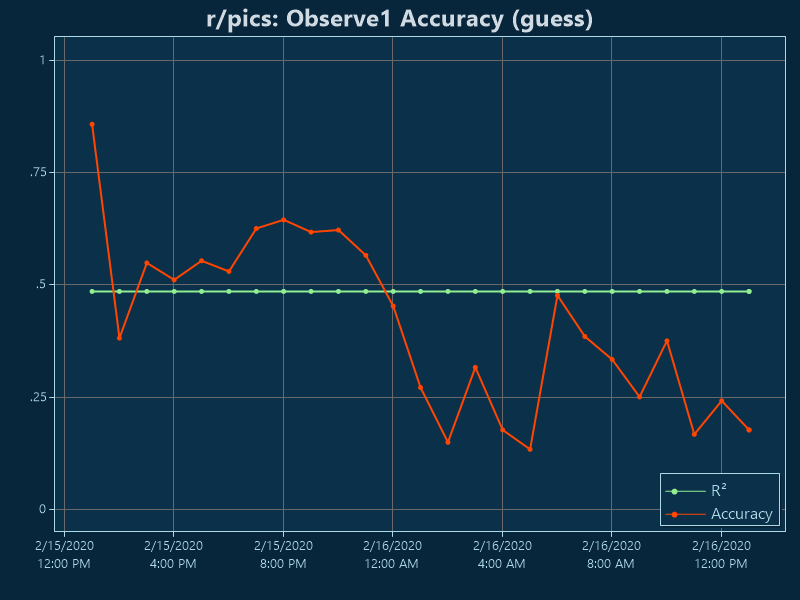 r/pics: Observe1 Accuracy (guess)
1
.75
.5
.25
0
R²
Accuracy
2/15/2020 2/15/2020 2/15/2020 2/16/2020 2/16/2020 2/16/2020 2/16/2020
12:00 PM 4:00 PM 8:00 PM 12:00 AM 4:00 AM 8:00 AM 12:00 PM